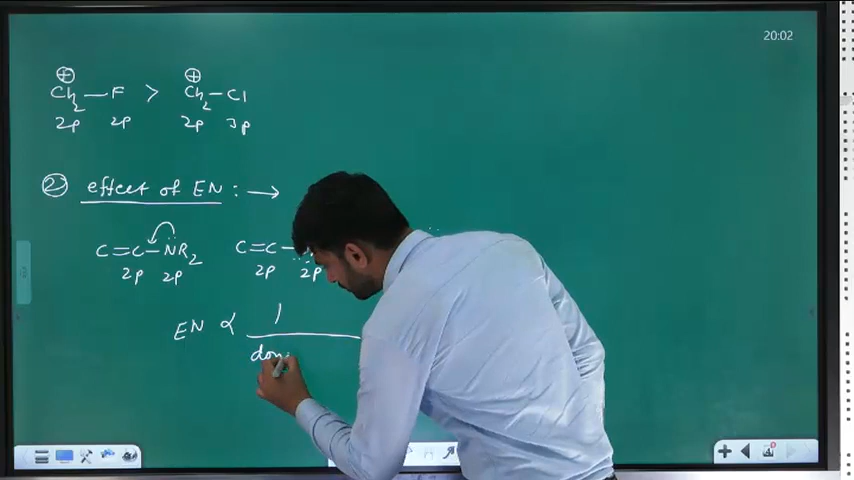 20:02
⊕ ⊕
CH2—F > CH2—Cl
2p 2p 2p 3p
② effect of EN : →
C=C—N̈R2 C=C—
2p 2p 2p 2p
EN ∝ 1